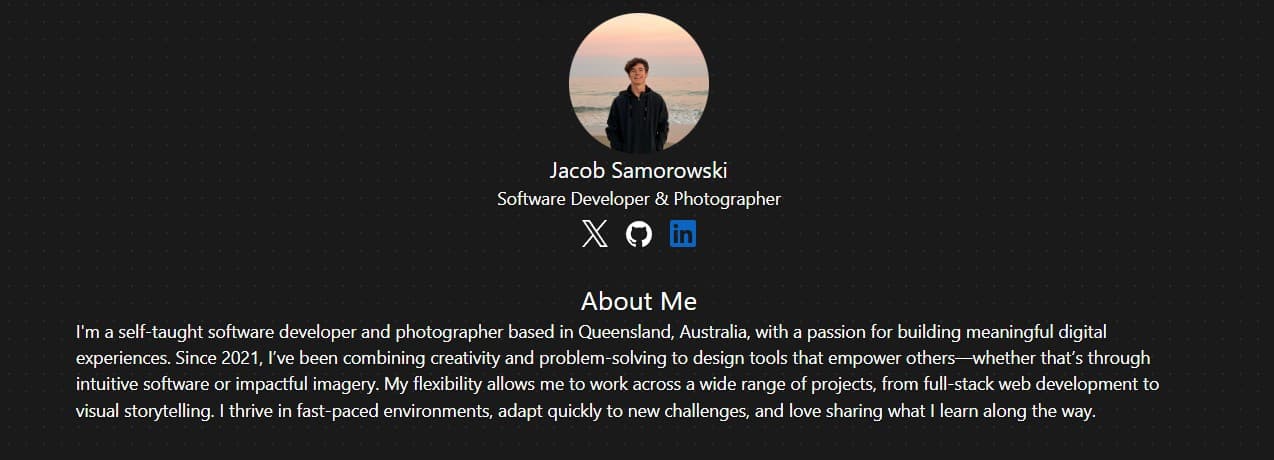 Jacob Samorowski
Software Developer & Photographer
About Me
I'm a self-taught software developer and photographer based in Queensland, Australia, with a passion for building meaningful digital
experiences. Since 2021, I’ve been combining creativity and problem-solving to design tools that empower others—whether that’s through
intuitive software or impactful imagery. My flexibility allows me to work across a wide range of projects, from full-stack web development to
visual storytelling. I thrive in fast-paced environments, adapt quickly to new challenges, and love sharing what I learn along the way.